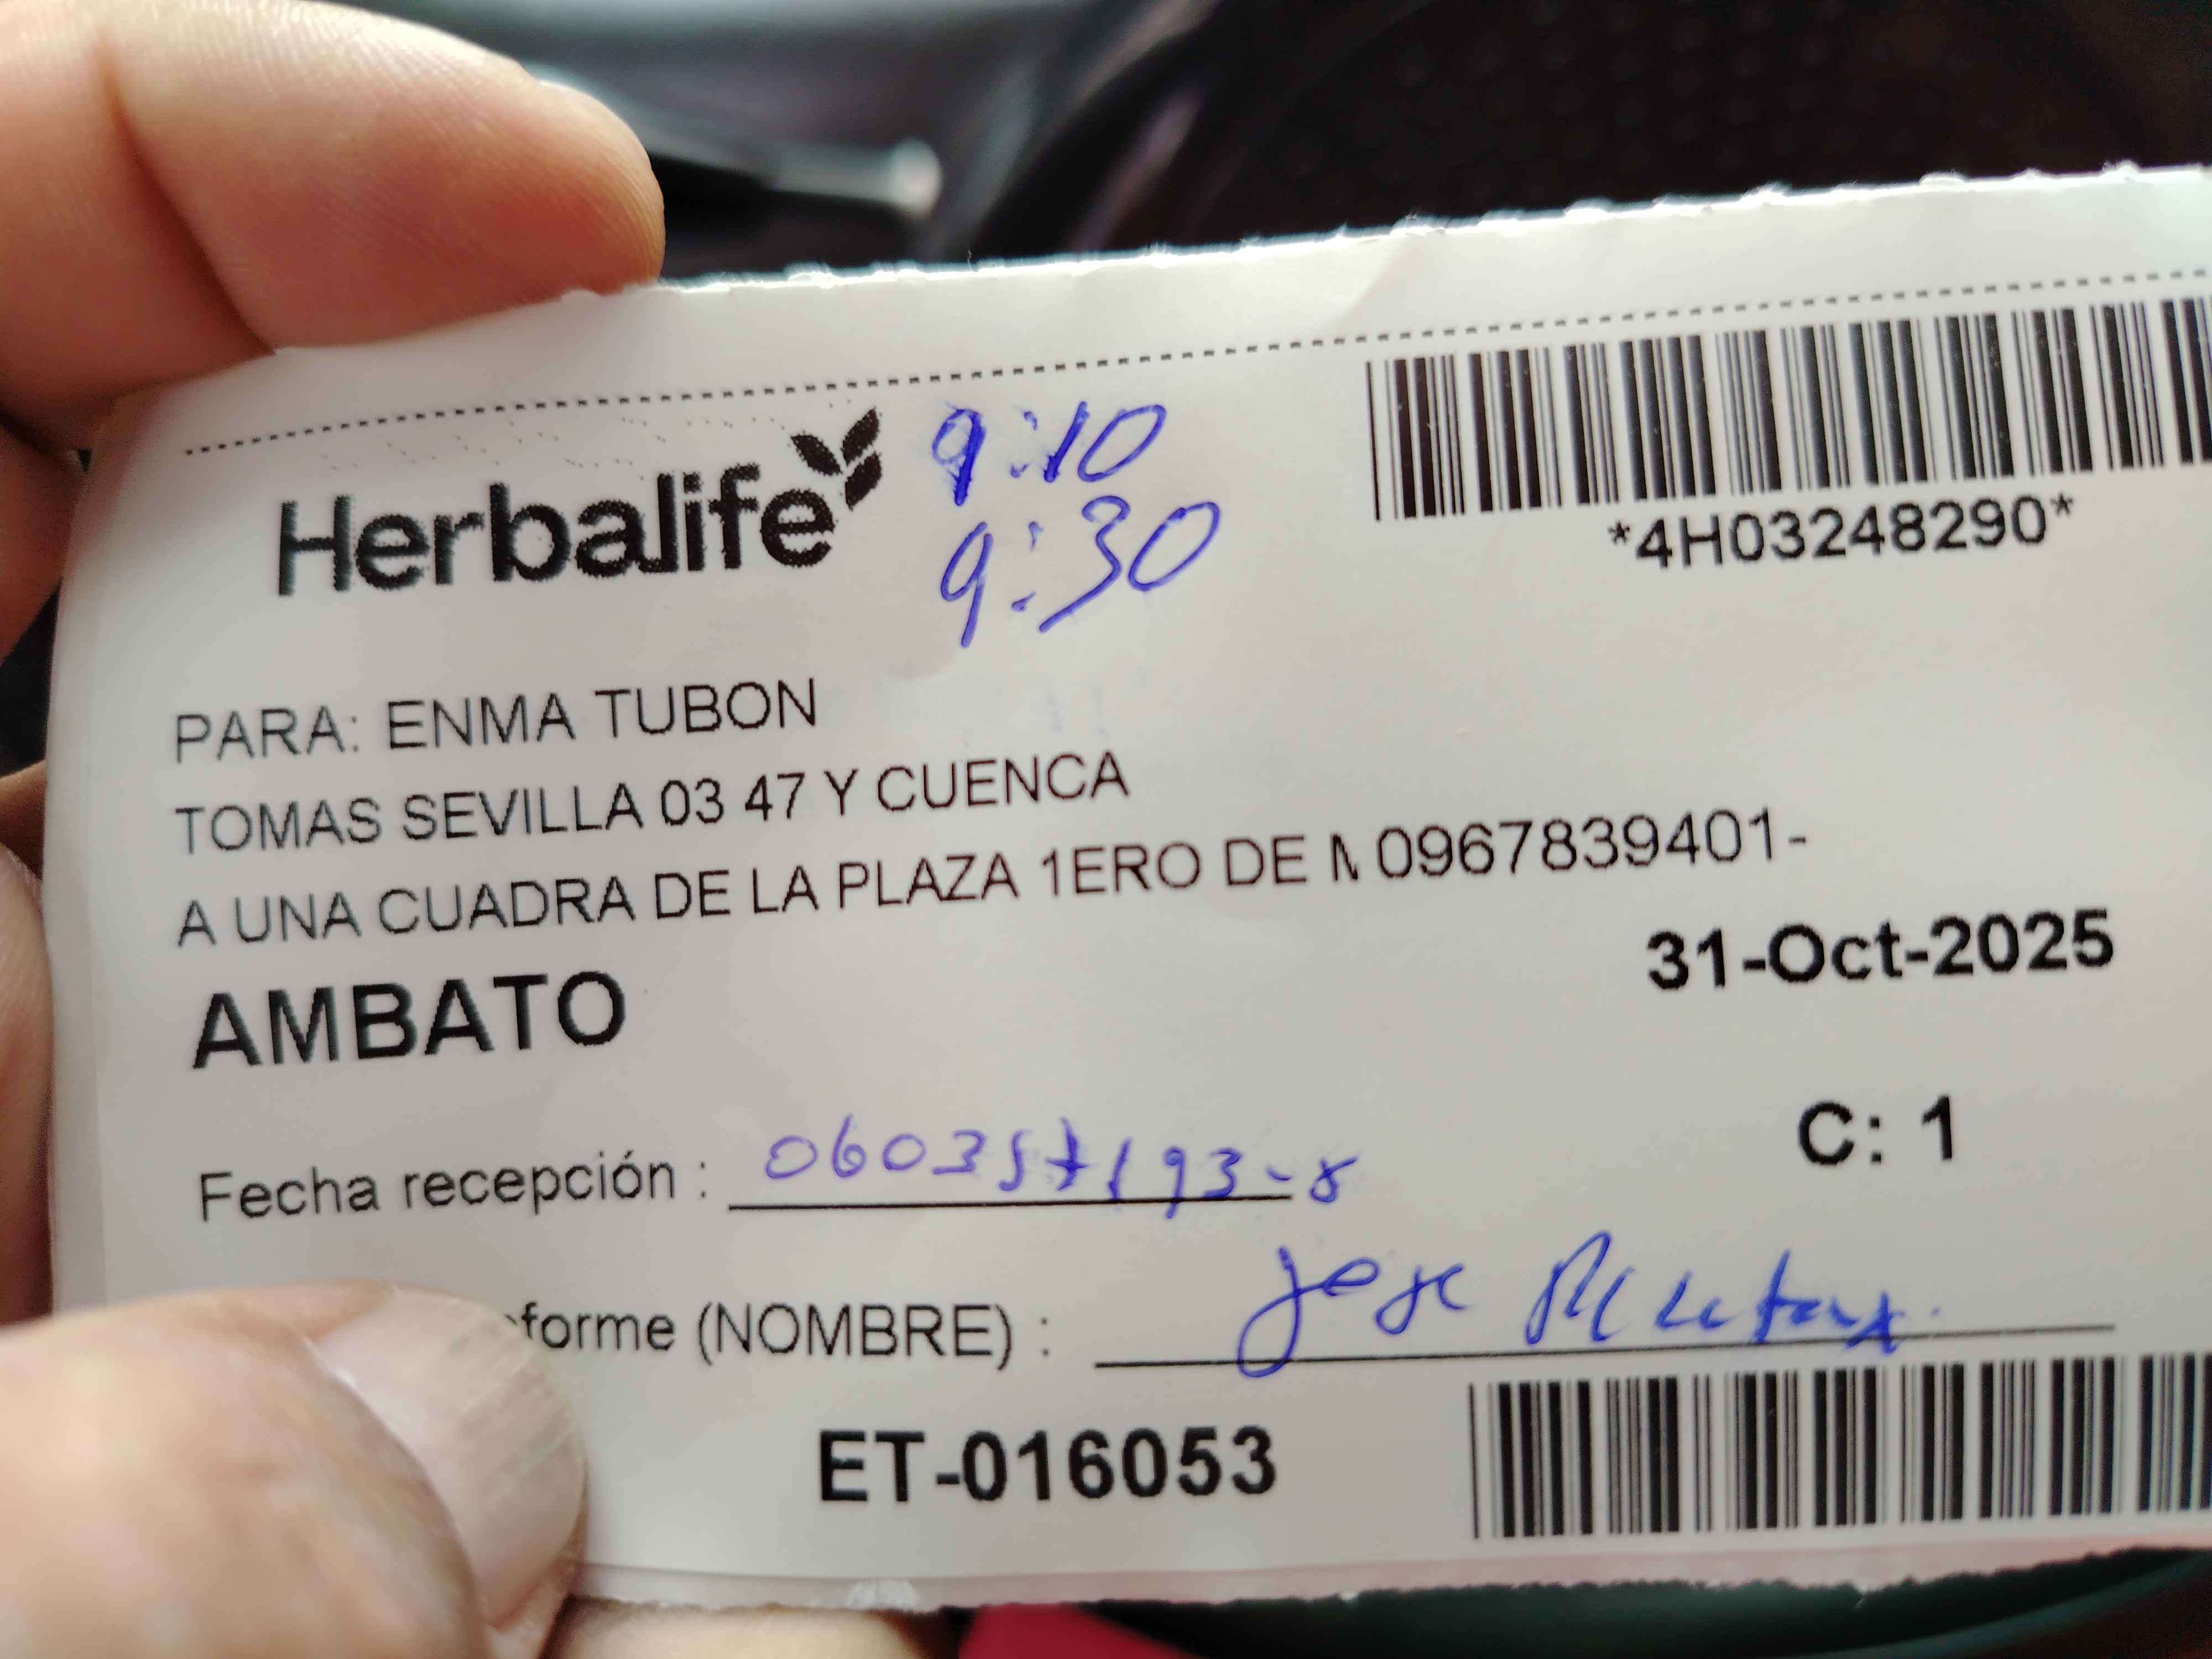 Herbalife
9:10
9:30
*4H03248290*
PARA: ENMA TUBON
TOMAS SEVILLA 03 47 Y CUENCA
A UNA CUADRA DE LA PLAZA 1ERO DE 0967839401-
31-Oct-2025
AMBATO
C: 1
Fecha recepción : 060357193-8
forme (NOMBRE) : Jose
ET-016053